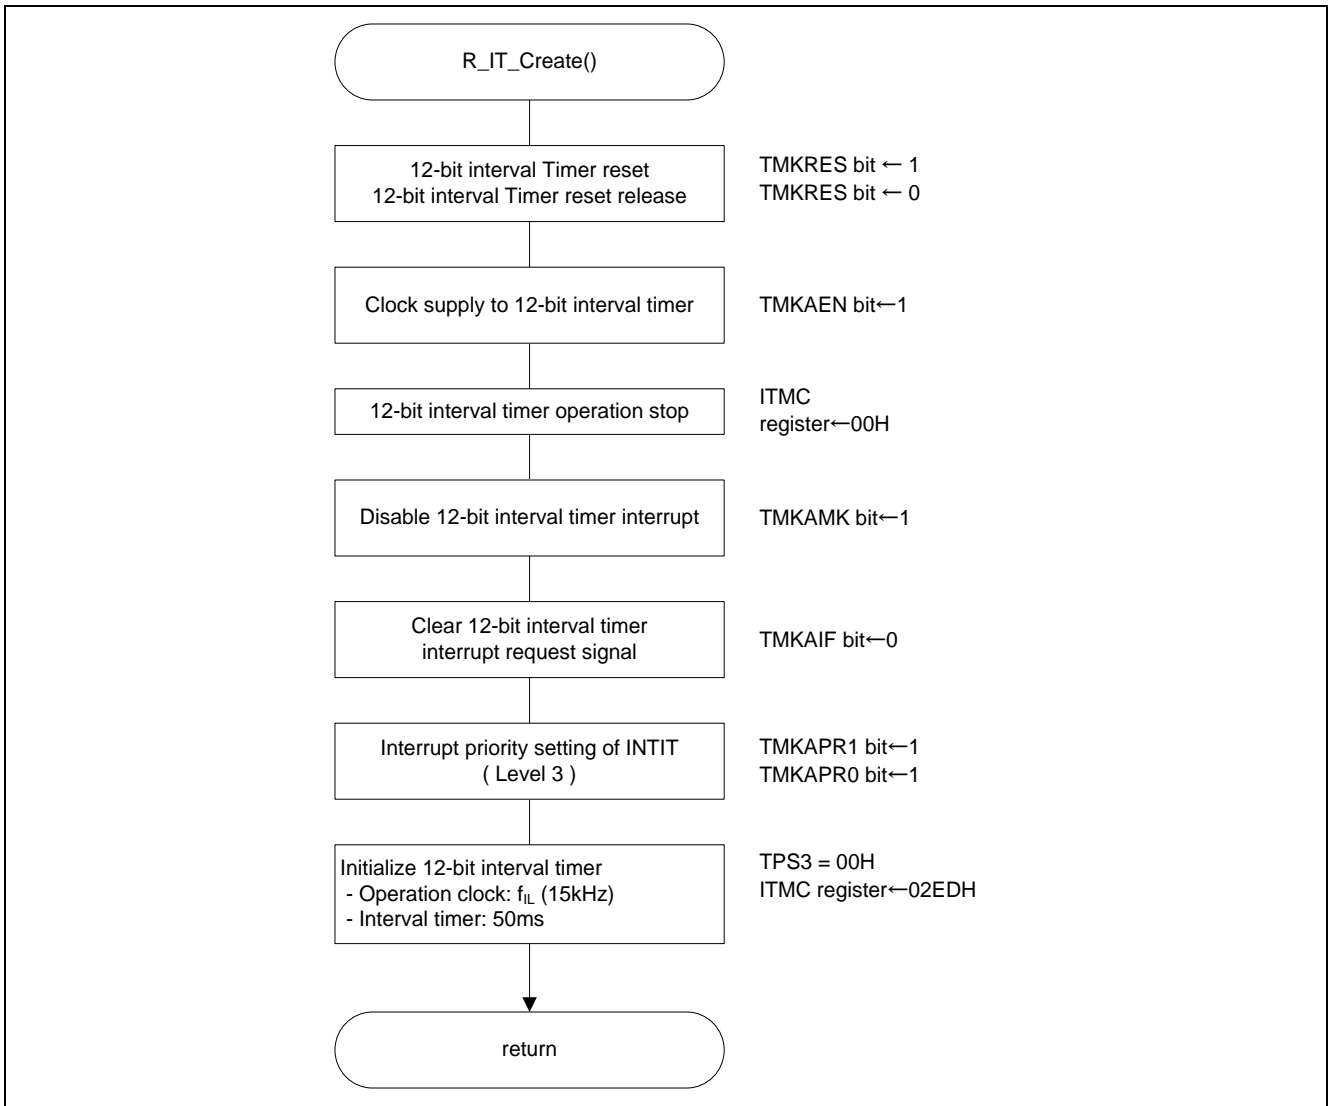 R_IT_Create()
12-bit interval Timer reset
12-bit interval Timer reset release
TMKRES bit ← 1
TMKRES bit ← 0
Clock supply to 12-bit interval timer
TMKAEN bit←1
12-bit interval timer operation stop
ITMC
register←00H
Disable 12-bit interval timer interrupt
TMKAMK bit←1
Clear 12-bit interval timer
interrupt request signal
TMKAIF bit←0
Interrupt priority setting of INTIT
( Level 3 )
TMKAPR1 bit←1
TMKAPR0 bit←1
Initialize 12-bit interval timer
- Operation clock: fIL (15kHz)
- Interval timer: 50ms
TPS3 = 00H
ITMC register←02EDH
return